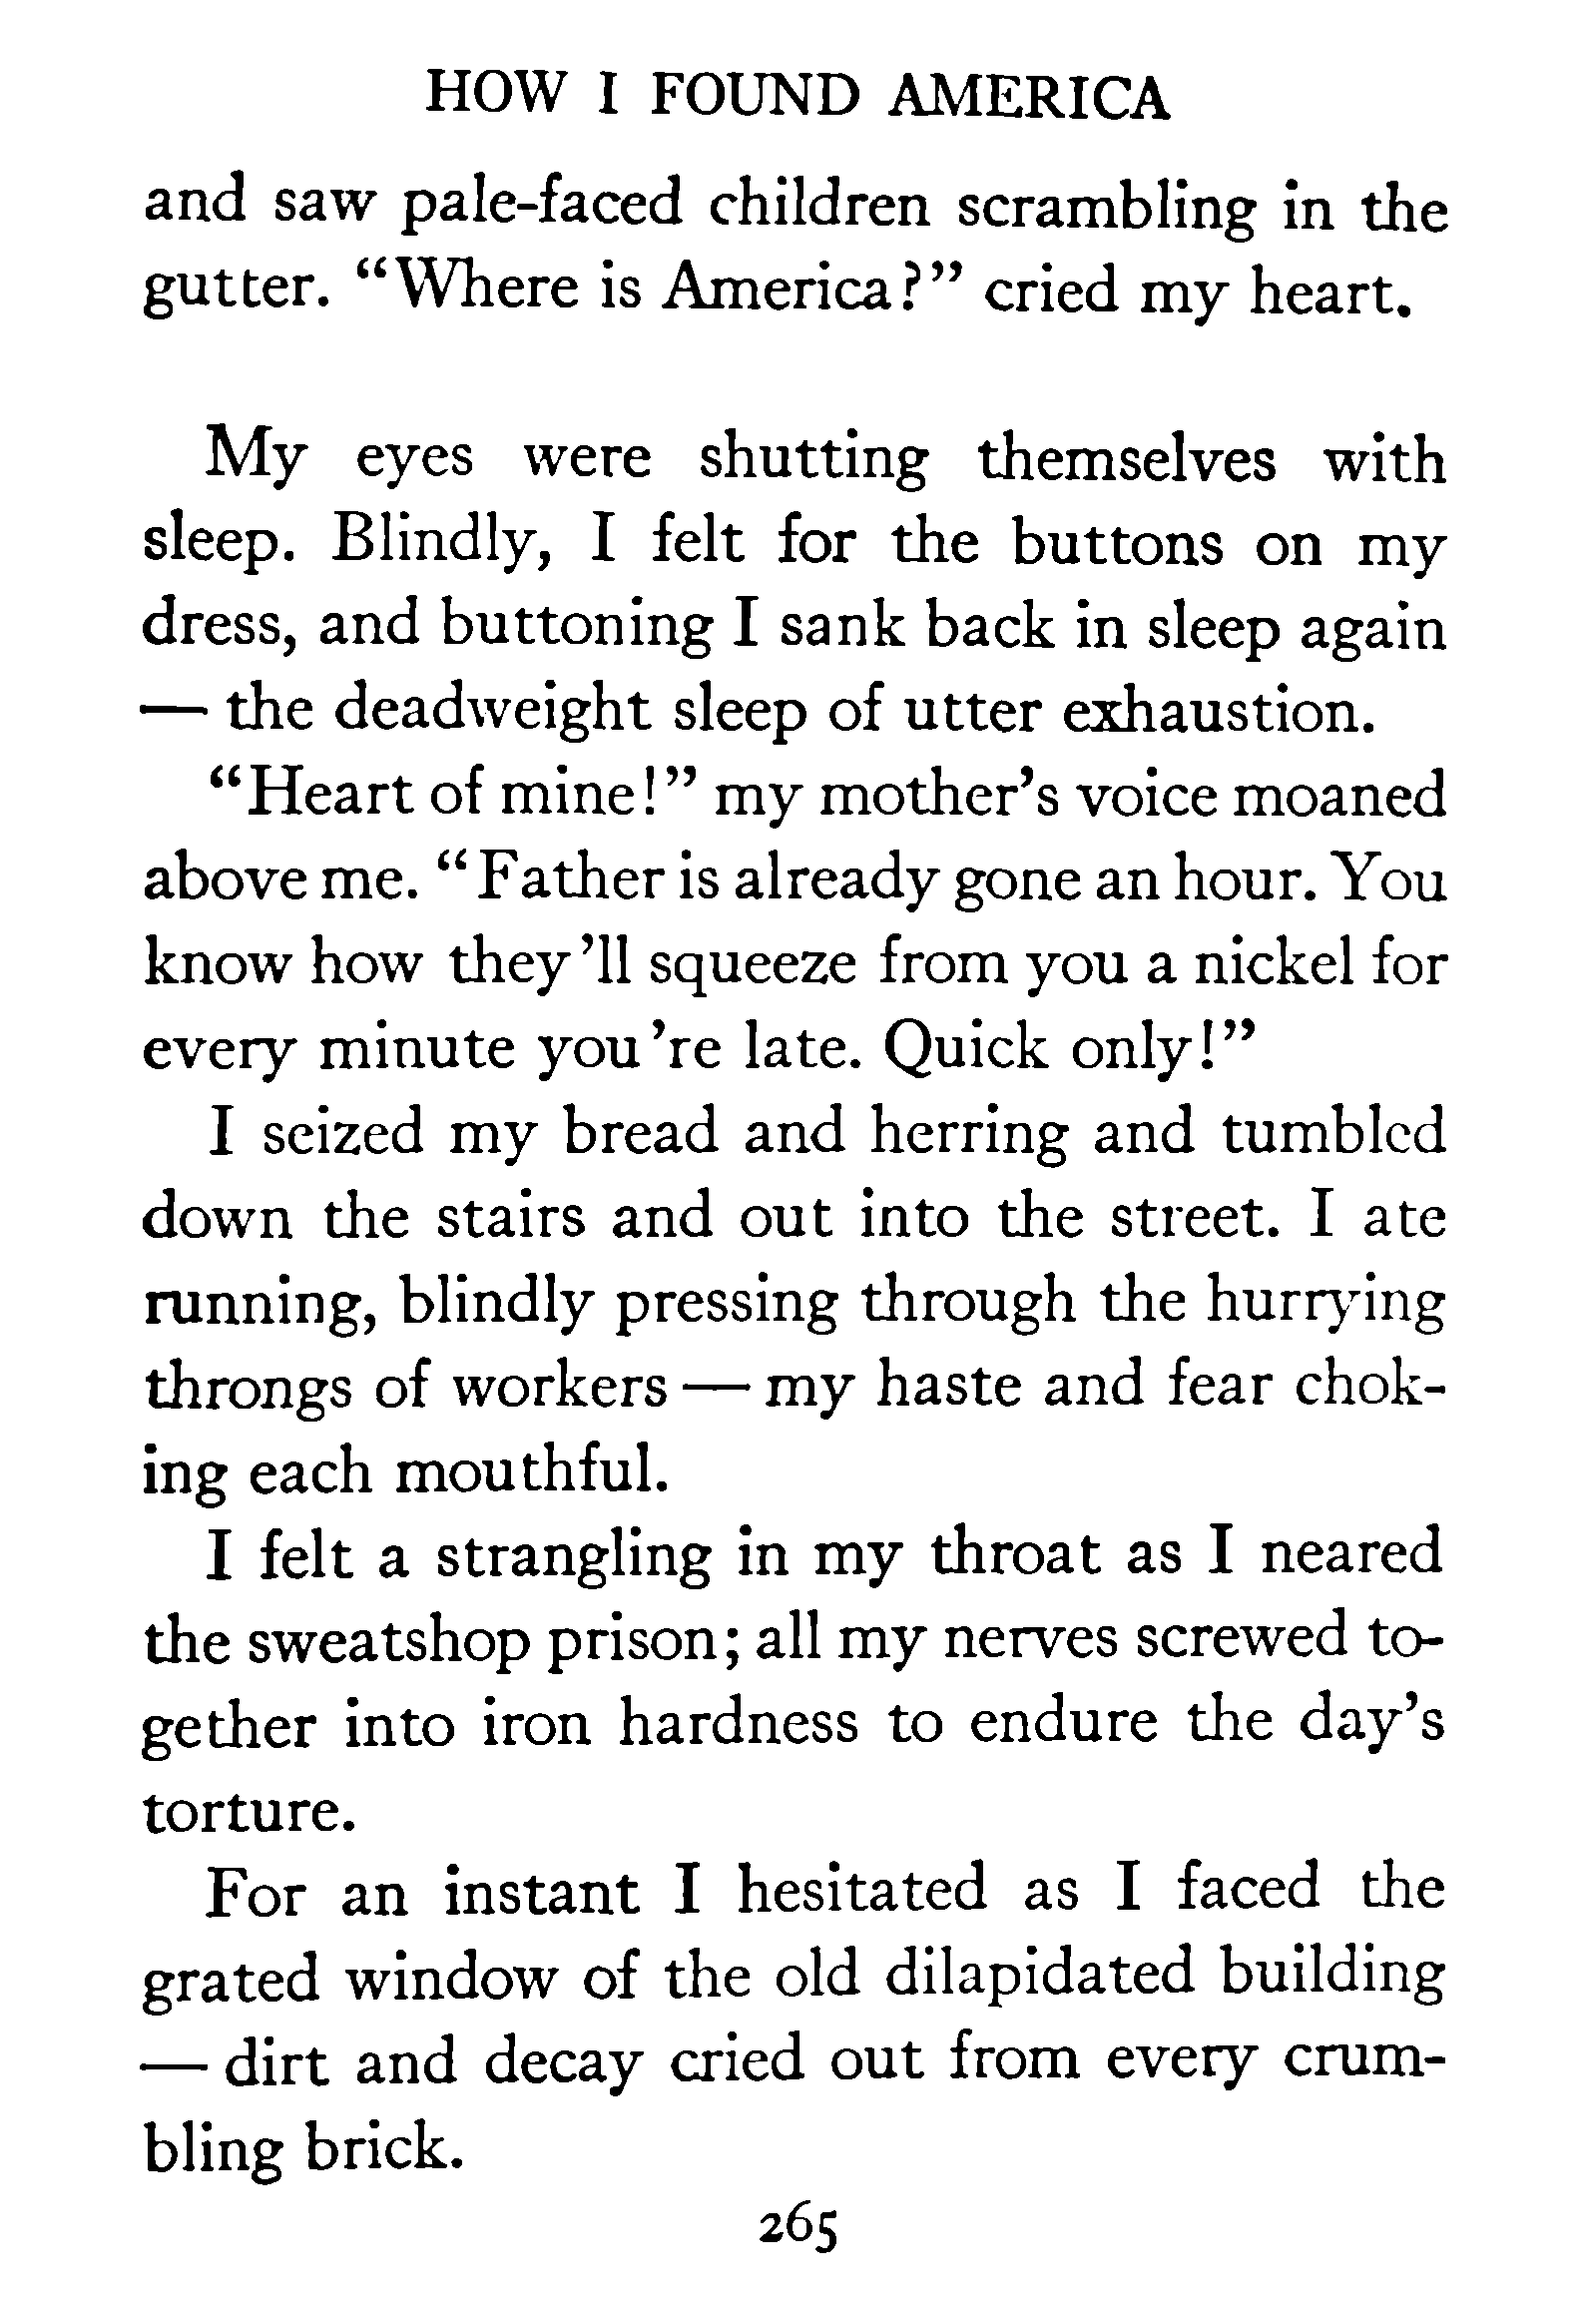 HOW I FOUND AMERICA
and saw pale-faced children scrambling in the
gutter. “Where is America?” cried my heart.
My eyes were shutting themselves with
sleep. Blindly, I felt for the buttons on my
dress, and buttoning I sank back in sleep again
— the deadweight sleep of utter exhaustion.
“Heart of mine!” my mother’s voice moaned
above me. “Father is already gone an hour. You
know how they’ll squeeze from you a nickel for
every minute you’re late. Quick only!”
I seized my bread and herring and tumbled
down the stairs and out into the street. I ate
running, blindly pressing through the hurrying
throngs of workers — my haste and fear chok-
ing each mouthful.
I felt a strangling in my throat as I neared
the sweatshop prison; all my nerves screwed to-
gether into iron hardness to endure the day’s
torture.
For an instant I hesitated as I faced the
grated window of the old dilapidated building
— dirt and decay cried out from every crum-
bling brick.
265